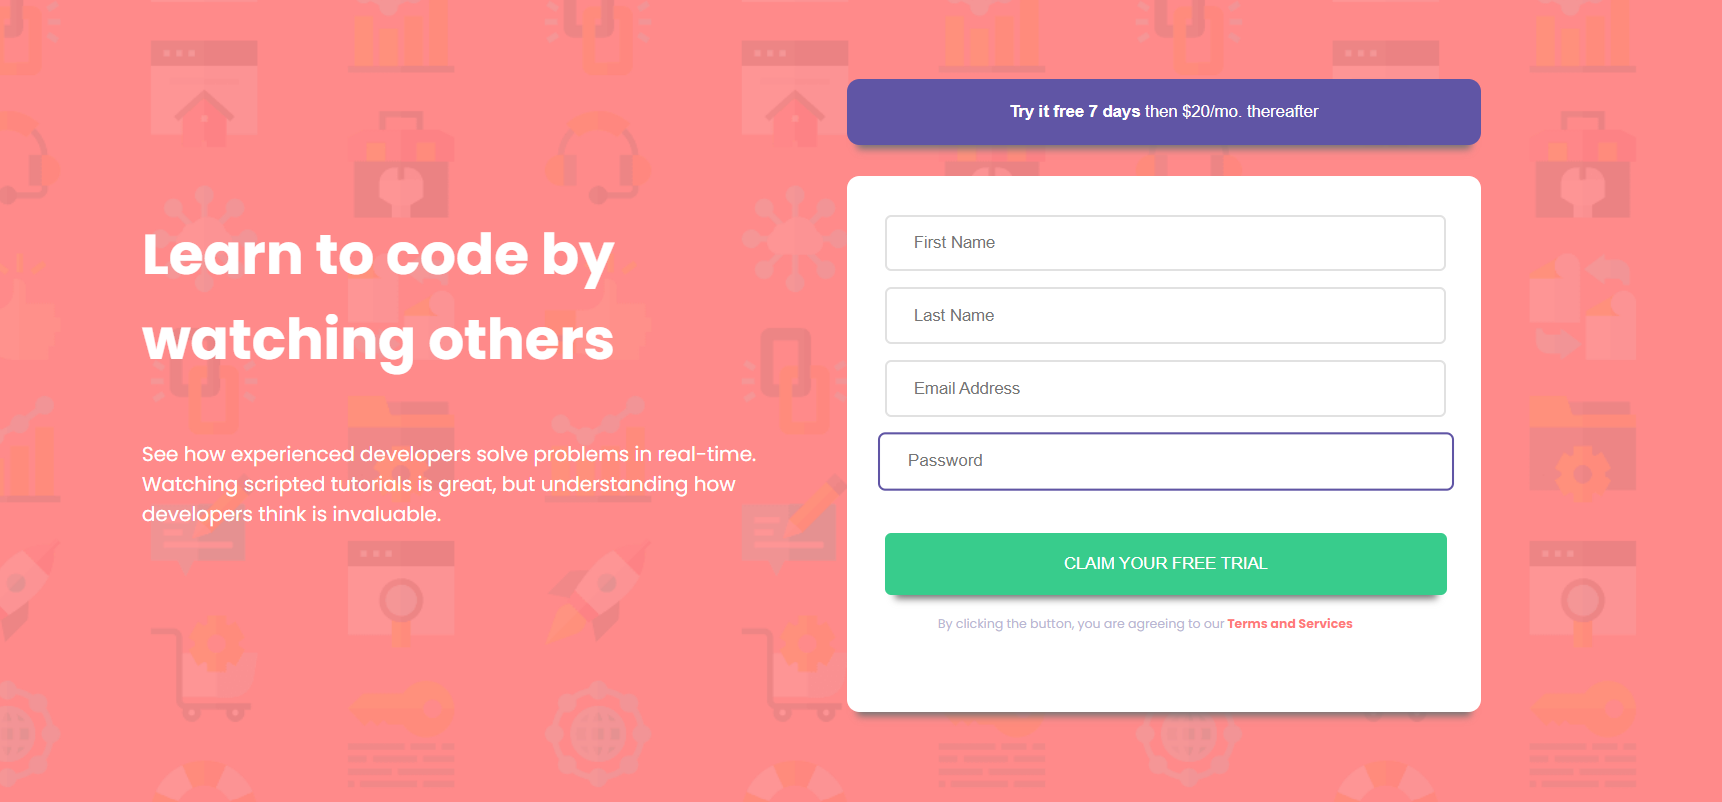 Learn to code by
watching others
See how experienced developers solve problems in real-time.
Watching scripted tutorials is great, but understanding how
developers think is invaluable.
Try it free 7 days then $20/mo. thereafter
First Name
Last Name
Email Address
Password
CLAIM YOUR FREE TRIAL
By clicking the button, you are agreeing to our Terms and Services